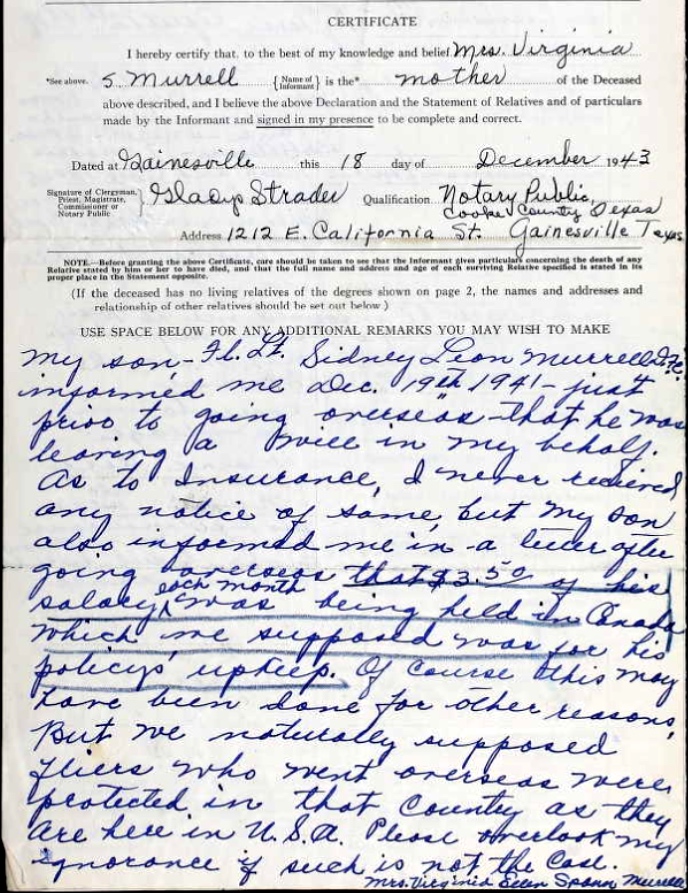 CERTIFICATE
I hereby certify that, to the best of my knowledge and belief Mrs. Virginia
*See above. S. Murrell {Name of Informant} is the* mother of the Deceased
above described, and I believe the above Declaration and the Statement of Relatives and of particulars
made by the Informant and signed in my presence to be complete and correct.
Dated at Gainesville this 18 day of December 1943
Signature of Clergyman, Priest, Magistrate, Commissioner or Notary Public } Gladys Strader Qualification Notary Public,
Cooke County Texas
Address 1212 E. California St. Gainesville Texas
NOTE.—Before granting the above Certificate, care should be taken to see that the Informant gives particulars concerning the death of any
Relative stated by him or her to have died, and that the full name and address and age of each surviving Relative specified is stated in its
proper place in the Statement opposite.
(If the deceased has no living relatives of the degrees shown on page 2, the names and addresses and
relationship of other relatives should be set out below.)
USE SPACE BELOW FOR ANY ADDITIONAL REMARKS YOU MAY WISH TO MAKE
My son, Fl. Lt. Sidney Leon Murrell
informed me Dec. 19th 1941 - just
prior to going overseas that he was
leaving a Will in my behalf.
As to Insurance, I never recieved
any notice of same, but my son
also informed me in a letter after
going overseas that $3.50 of his
salary each month was being held in Canada
which we supposed was for his
policys' upkeep. Of course this may
have been done for other reasons,
But we naturally supposed
fliers who went overseas were
protected in that Country as they
are here in U.S.A. Please overlook my
ignorance if such is not the case.
Mrs. Virginia Ellen Spann Murrell